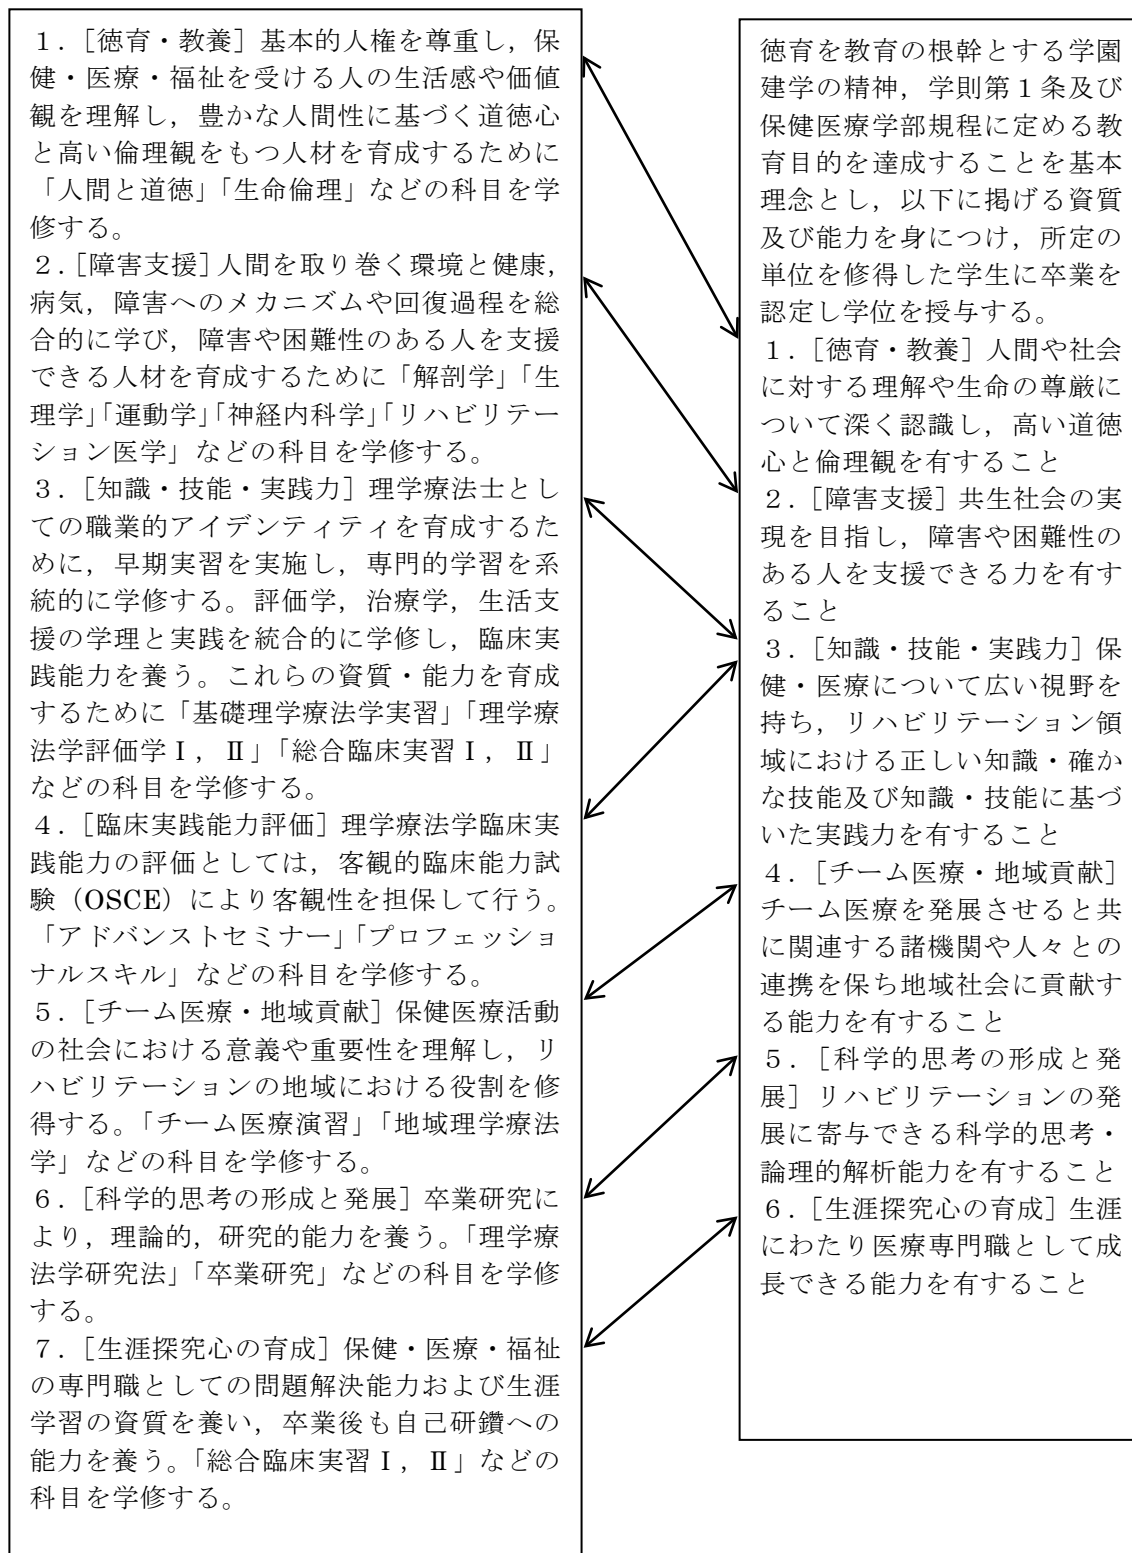 １．［徳育・教養］基本的人権を尊重し，保
健・医療・福祉を受ける人の生活感や価値
観を理解し，豊かな人間性に基づく道徳心
と高い倫理観をもつ人材を育成するために
「人間と道徳」「生命倫理」などの科目を学
修する。
２．［障害支援］人間を取り巻く環境と健康，
病気，障害へのメカニズムや回復過程を総
合的に学び，障害や困難性のある人を支援
できる人材を育成するために「解剖学」「生
理学」「運動学」「神経内科学」「リハビリテー
ション医学」などの科目を学修する。
３．［知識・技能・実践力］理学療法士とし
ての職業的アイデンティティを育成するた
めに，早期実習を実施し，専門的学習を系
統的に学修する。評価学，治療学，生活支
援の学理と実践を統合的に学修し，臨床実
践能力を養う。これらの資質・能力を育成
するために「基礎理学療法学実習」「理学療
法学評価学Ⅰ，Ⅱ」「総合臨床実習Ⅰ，Ⅱ」
などの科目を学修する。
４．［臨床実践能力評価］理学療法学臨床実
践能力の評価としては，客観的臨床能力試
験（OSCE）により客観性を担保して行う。
「アドバンストセミナー」「プロフェッショ
ナルスキル」などの科目を学修する。
５．［チーム医療・地域貢献］保健医療活動
の社会における意義や重要性を理解し，リ
ハビリテーションの地域における役割を修
得する。「チーム医療演習」「地域理学療法
学」などの科目を学修する。
６．［科学的思考の形成と発展］卒業研究に
より，理論的，研究的能力を養う。「理学療
法学研究法」「卒業研究」などの科目を学修
する。
７．［生涯探究心の育成］保健・医療・福祉
の専門職としての問題解決能力および生涯
学習の資質を養い，卒業後も自己研鑽への
能力を養う。「総合臨床実習Ⅰ，Ⅱ」などの
科目を学修する。
徳育を教育の根幹とする学園
建学の精神，学則第１条及び
保健医療学部規程に定める教
育目的を達成することを基本
理念とし，以下に掲げる資質
及び能力を身につけ，所定の
単位を修得した学生に卒業を
認定し学位を授与する。
１．［徳育・教養］人間や社会
に対する理解や生命の尊厳に
ついて深く認識し，高い道徳
心と倫理観を有すること
２．［障害支援］共生社会の実
現を目指し，障害や困難性の
ある人を支援できる力を有す
ること
３．［知識・技能・実践力］保
健・医療について広い視野を
持ち，リハビリテーション領
域における正しい知識・確か
な技能及び知識・技能に基づ
いた実践力を有すること
４．［チーム医療・地域貢献］
チーム医療を発展させると共
に関連する諸機関や人々との
連携を保ち地域社会に貢献す
る能力を有すること
５．［科学的思考の形成と発
展］リハビリテーションの発
展に寄与できる科学的思考・
論理的解析能力を有すること
６．［生涯探究心の育成］生涯
にわたり医療専門職として成
長できる能力を有すること